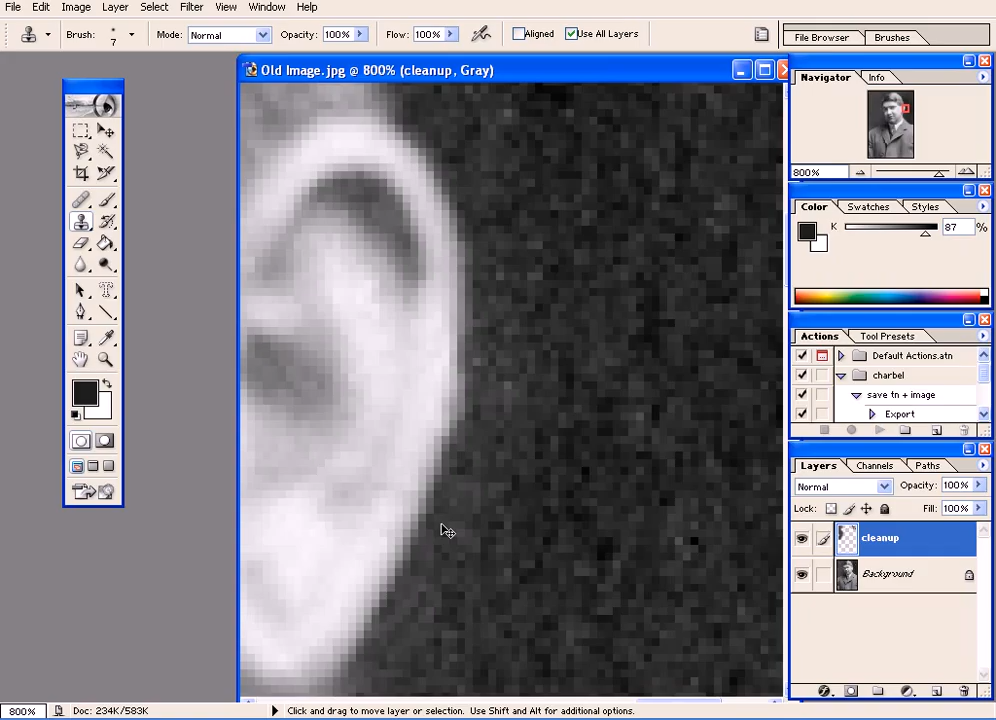 File Edit Image Layer Select Filter View Window Help
Brush: 7 Mode: Normal Opacity: 100% Flow: 100% Aligned Use All Layers File Browser Brushes
Old Image.jpg @ 800% (cleanup, Gray)
Navigator Info
800%
Color Swatches Styles
K 87 %
Actions Tool Presets
Default Actions.atn
charbel
save tn + image
Export
Layers Channels Paths
Normal Opacity: 100%
Lock: Fill: 100%
cleanup
Background
800% Doc: 234K/583K Click and drag to move layer or selection. Use Shift and Alt for additional options.